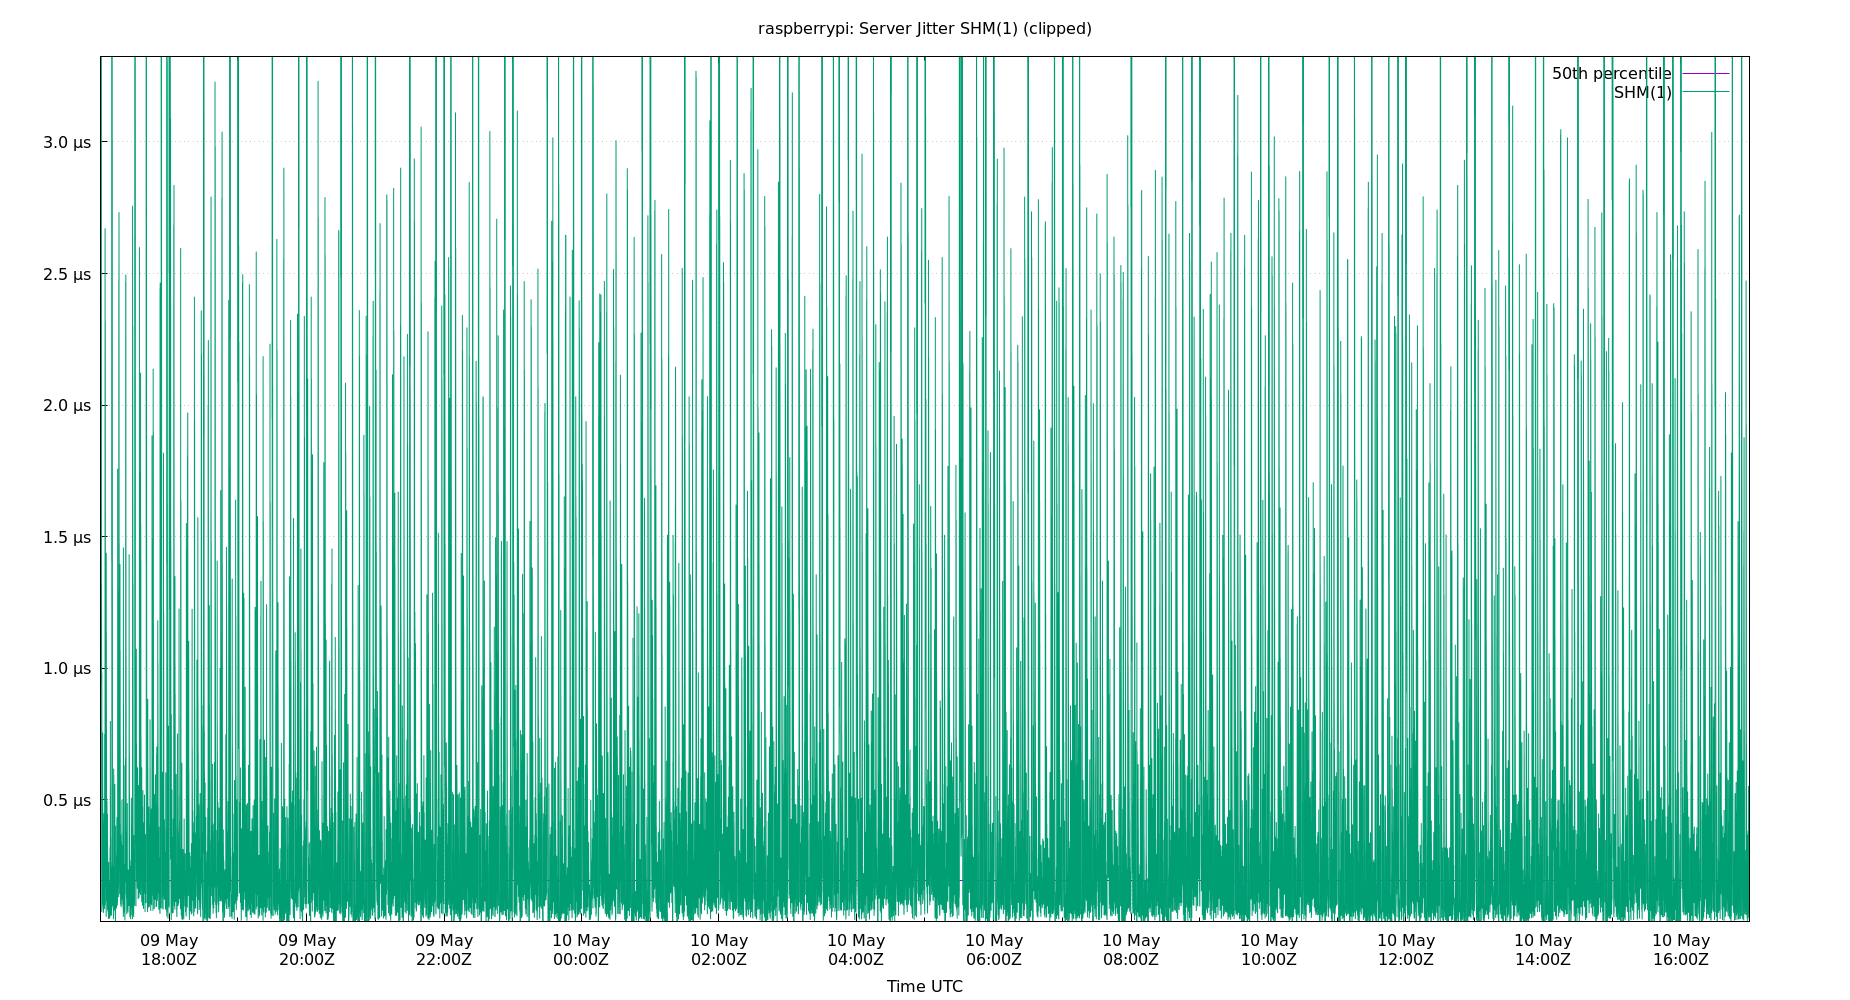 raspberrypi: Server Jitter SHM(1) (clipped)
50th percentile
SHM(1)
3.0 µs
2.5 µs
2.0 µs
1.5 µs
1.0 µs
0.5 µs
09 May 09 May 09 May 10 May 10 May 10 May 10 May 10 May 10 May 10 May 10 May 10 May
18:00Z 20:00Z 22:00Z 00:00Z 02:00Z 04:00Z 06:00Z 08:00Z 10:00Z 12:00Z 14:00Z 16:00Z
Time UTC